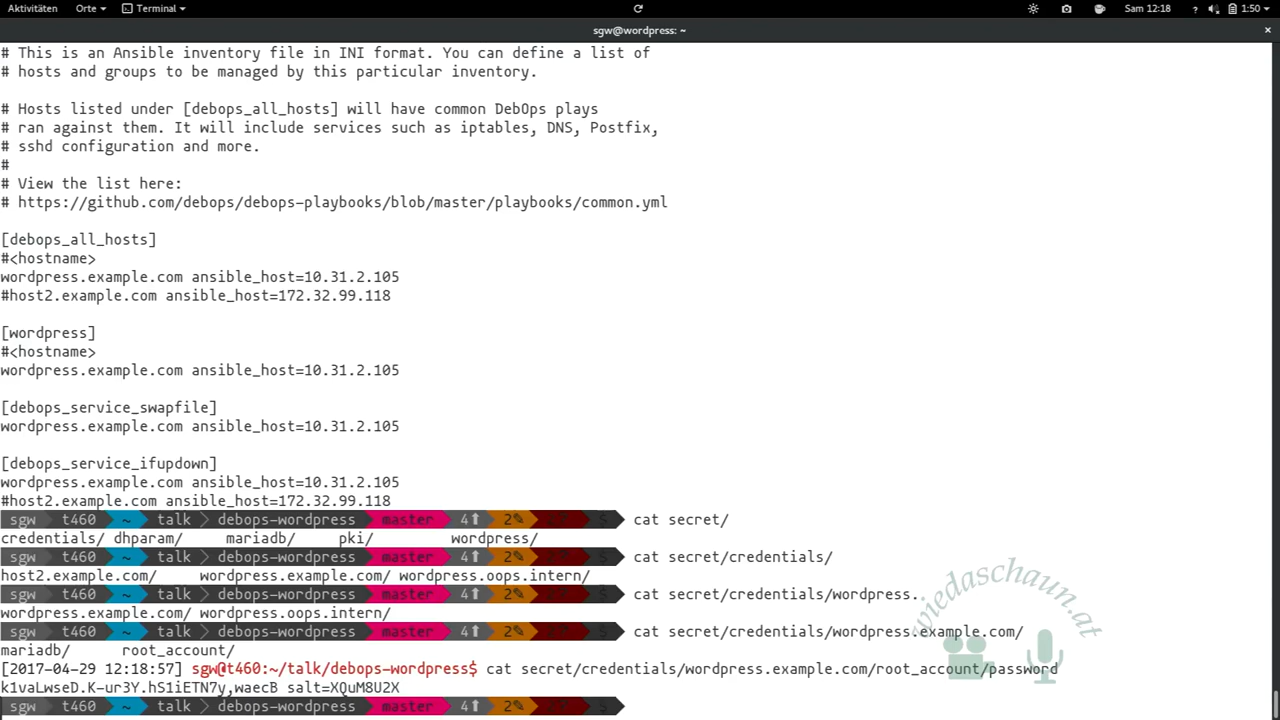 Aktivitäten Orte Terminal Sam 12:18 ? 1:50
sgw@wordpress: ~ ×
# This is an Ansible inventory file in INI format. You can define a list of
# hosts and groups to be managed by this particular inventory.
# Hosts listed under [debops_all_hosts] will have common DebOps plays
# ran against them. It will include services such as iptables, DNS, Postfix,
# sshd configuration and more.
#
# View the list here:
# https://github.com/debops/debops-playbooks/blob/master/playbooks/common.yml
[debops_all_hosts]
#<hostname>
wordpress.example.com ansible_host=10.31.2.105
#host2.example.com ansible_host=172.32.99.118
[wordpress]
#<hostname>
wordpress.example.com ansible_host=10.31.2.105
[debops_service_swapfile]
wordpress.example.com ansible_host=10.31.2.105
[debops_service_ifupdown]
wordpress.example.com ansible_host=10.31.2.105
#host2.example.com ansible_host=172.32.99.118
sgw t460 ~ talk debops-wordpress master 4⬆ 2✎ cat secret/
credentials/ dhparam/ mariadb/ pki/ wordpress/
sgw t460 ~ talk debops-wordpress master 4⬆ 2✎ cat secret/credentials/
host2.example.com/ wordpress.example.com/ wordpress.oops.intern/
sgw t460 ~ talk debops-wordpress master 4⬆ 2✎ cat secret/credentials/wordpress.
wordpress.example.com/ wordpress.oops.intern/
sgw t460 ~ talk debops-wordpress master 4⬆ 2✎ cat secret/credentials/wordpress.example.com/
mariadb/ root_account/
[2017-04-29 12:18:57] sgw@t460:~/talk/debops-wordpress$ cat secret/credentials/wordpress.example.com/root_account/password
k1vaLwseD.K-ur3Y.hS1iETN7y,waecB salt=XQuM8U2X
sgw t460 ~ talk debops-wordpress master 4⬆ 2✎